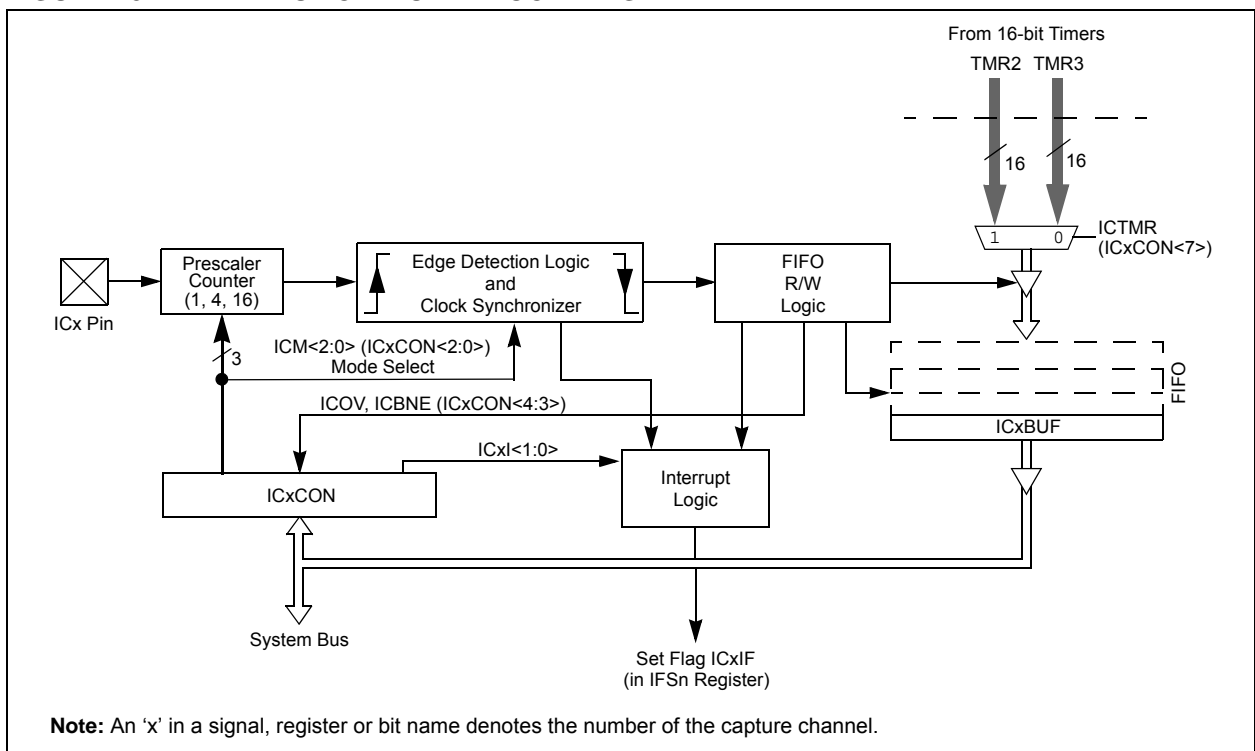 From 16-bit Timers
TMR2 TMR3
16 16
1 0
ICTMR
(ICxCON<7>)
Prescaler
Counter
(1, 4, 16)
Edge Detection Logic
and
Clock Synchronizer
FIFO
R/W
Logic
ICx Pin
3
ICM<2:0> (ICxCON<2:0>)
Mode Select
FIFO
ICOV, ICBNE (ICxCON<4:3>)
ICxBUF
ICxI<1:0>
Interrupt
Logic
ICxCON
System Bus
Set Flag ICxIF
(in IFSn Register)
Note: An ‘x’ in a signal, register or bit name denotes the number of the capture channel.